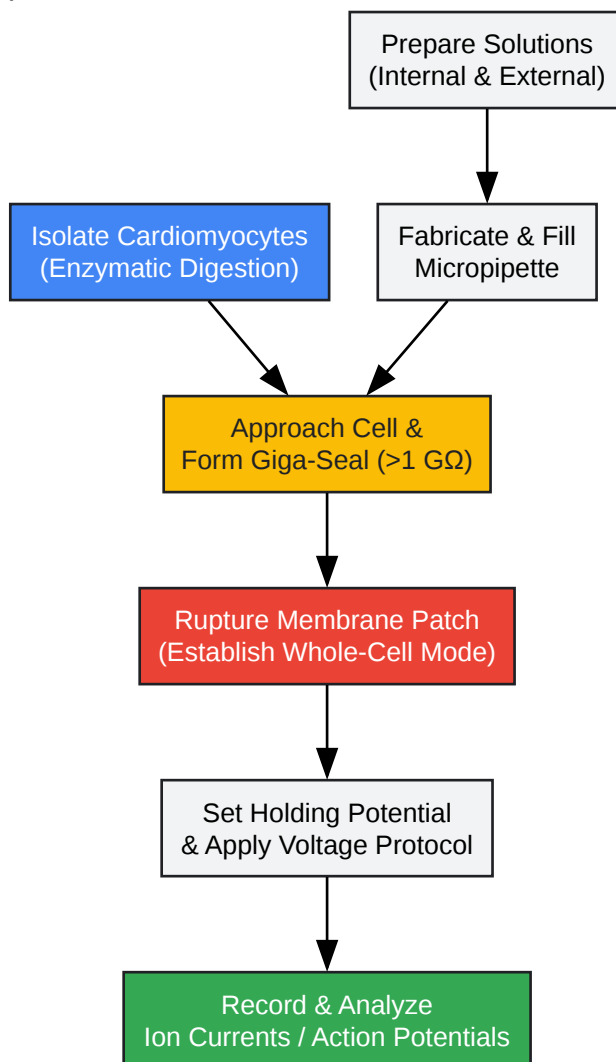 Prepare Solutions
(Internal & External)
Isolate Cardiomyocytes
(Enzymatic Digestion)
Fabricate & Fill
Micropipette
Approach Cell &
Form Giga-Seal (>1 GΩ)
Rupture Membrane Patch
(Establish Whole-Cell Mode)
Set Holding Potential
& Apply Voltage Protocol
Record & Analyze
Ion Currents / Action Potentials